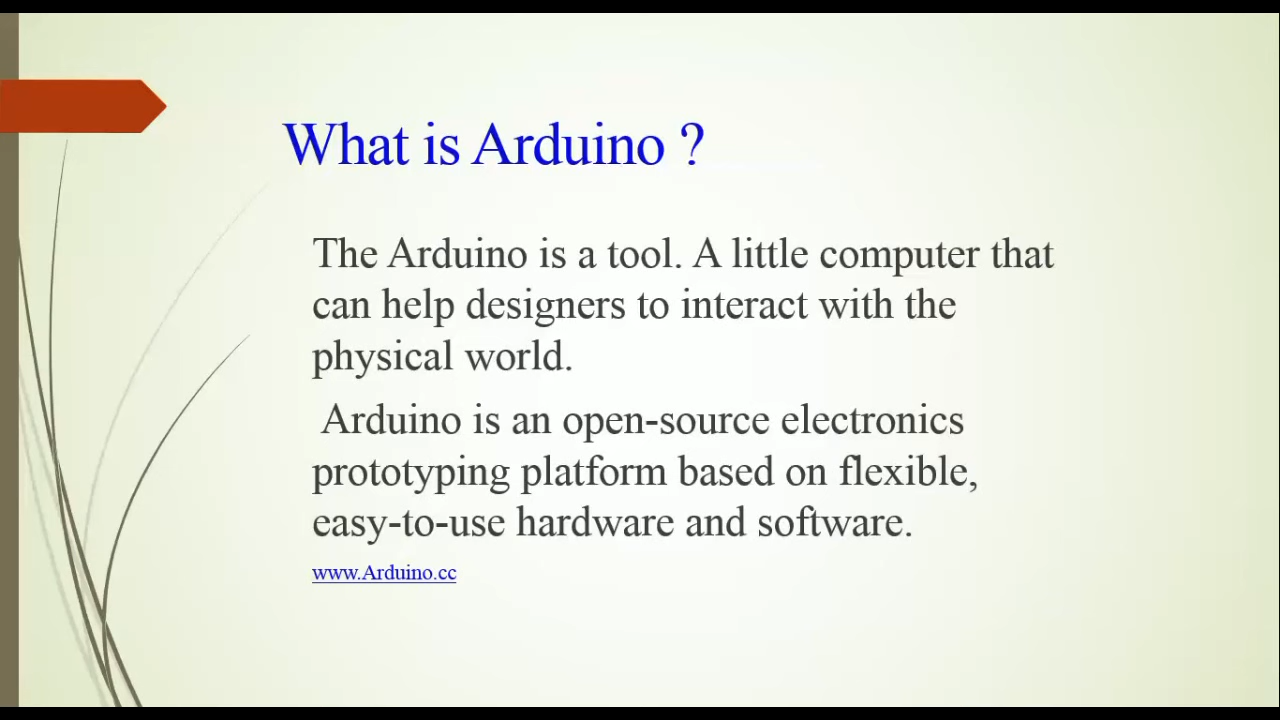 What is Arduino ?
The Arduino is a tool. A little computer that
can help designers to interact with the
physical world.
Arduino is an open-source electronics
prototyping platform based on flexible,
easy-to-use hardware and software.
www.Arduino.cc